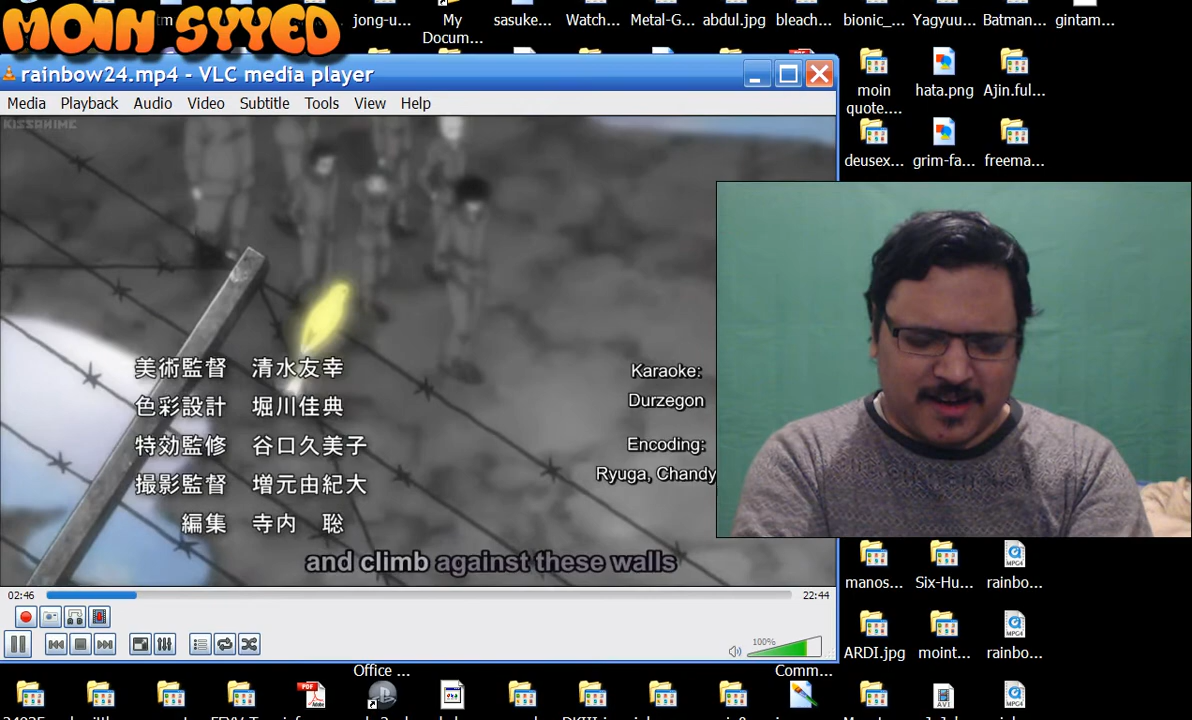 jong-u...
My Docum...
sasuke...
Watch...
Metal-G...
abdul.jpg
bleach...
bionic_...
Yagyuu...
Batman...
gintam...
MOIN SYYED
rainbow24.mp4 - VLC media player
Media Playback Audio Video Subtitle Tools View Help
moin quote....
hata.png
Ajin.ful...
KISSANIME
deusex...
grim-fa...
freema...
美術監督 清水友幸
色彩設計 堀川佳典
特効監修 谷口久美子
撮影監督 増元由紀大
編集 寺内 聡
Karaoke:
Durzegon
Encoding:
Ryuga, Chandy
and climb against these walls
02:46
22:44
100%
manos...
Six-Hu...
rainbo...
ARDI.jpg
moint...
rainbo...
Office ...
Comm...